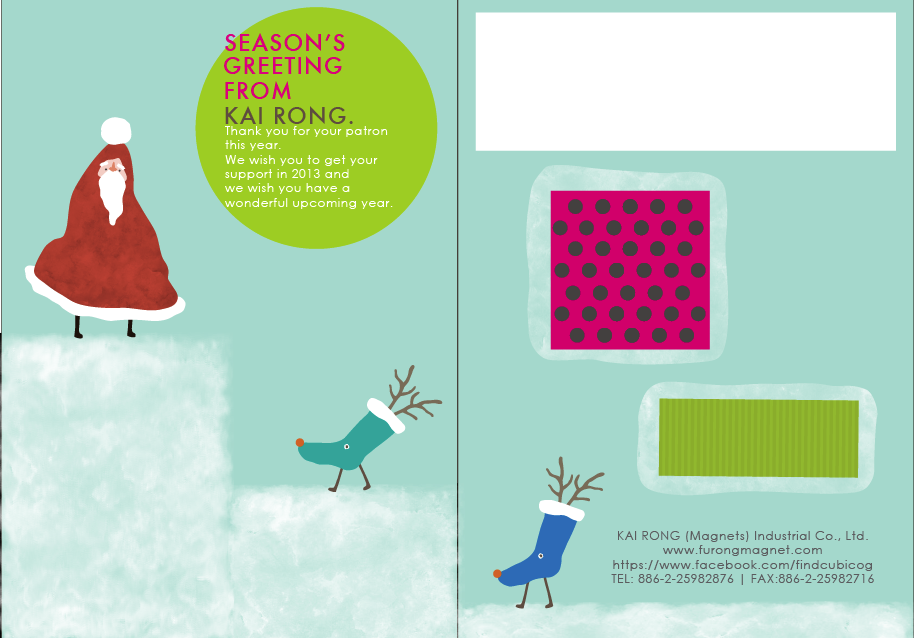 SEASON'S
GREETING
FROM
KAI RONG.
Thank you for your patron
this year.
We wish you to get your
support in 2013 and
we wish you have a
wonderful upcoming year.
KAI RONG (Magnets) Industrial Co., Ltd.
www.furongmagnet.com
https://www.facebook.com/findcubicog
TEL: 886-2-25982876 | FAX:886-2-25982716